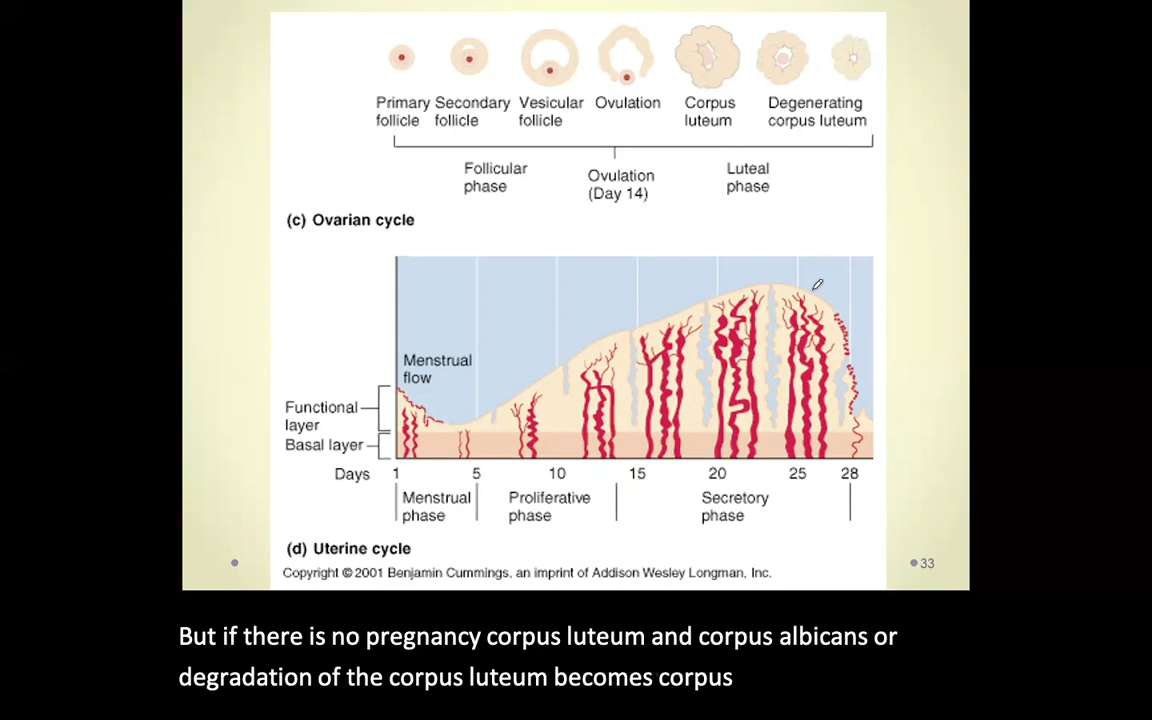 Primary Secondary Vesicular Ovulation Corpus Degenerating
follicle follicle follicle luteum corpus luteum
Follicular phase
Ovulation (Day 14)
Luteal phase
(c) Ovarian cycle
Menstrual
flow
Functional
layer
Basal layer
Days 1 5 10 15 20 25 28
Menstrual phase
Proliferative phase
Secretory phase
(d) Uterine cycle
Copyright © 2001 Benjamin Cummings, an imprint of Addison Wesley Longman, Inc.
33
But if there is no pregnancy corpus luteum and corpus albicans or
degradation of the corpus luteum becomes corpus